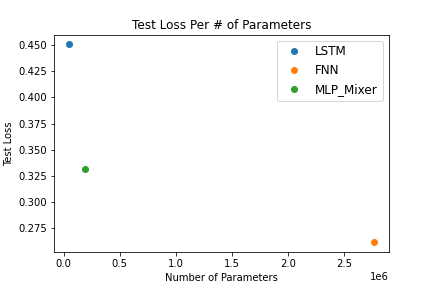 Test Loss Per # of Parameters
0.450
0.425
0.400
0.375
0.350
0.325
0.300
0.275
Test Loss
LSTM
FNN
MLP_Mixer
0.0 0.5 1.0 1.5 2.0 2.5
1e6
Number of Parameters